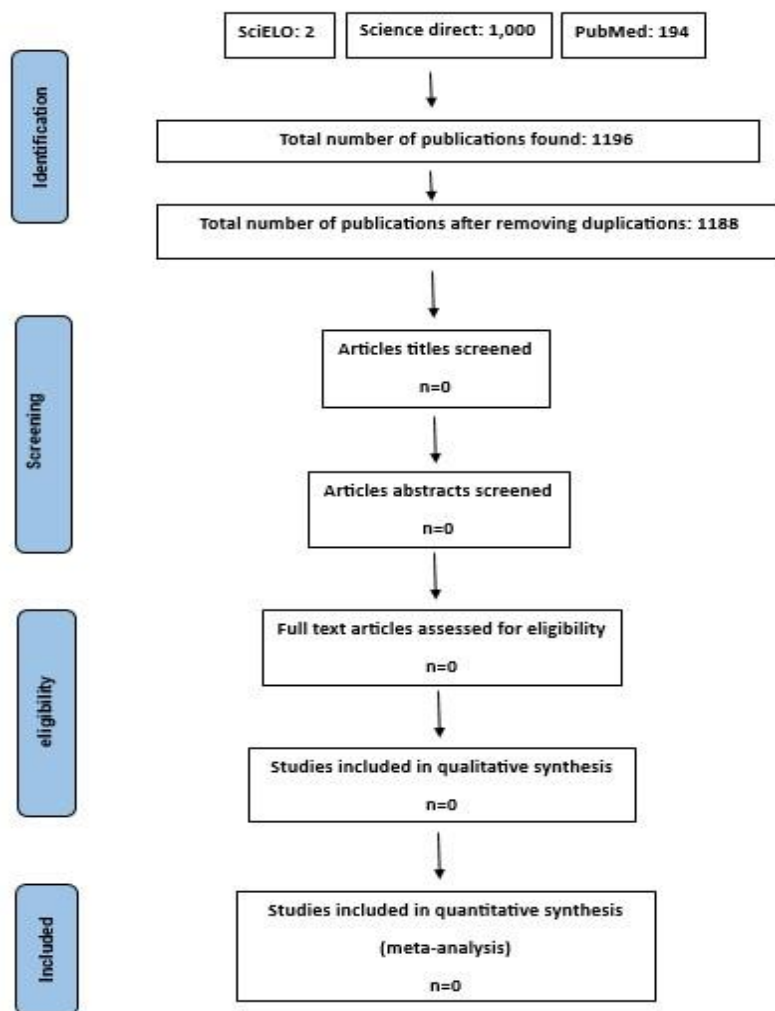 SciELO: 2
Science direct: 1,000
PubMed: 194
Identification
Total number of publications found: 1196
Total number of publications after removing duplications: 1188
Screening
Articles titles screened
n=0
Articles abstracts screened
n=0
eligibility
Full text articles assessed for eligibility
n=0
Studies included in qualitative synthesis
n=0
Included
Studies included in quantitative synthesis
(meta-analysis)
n=0